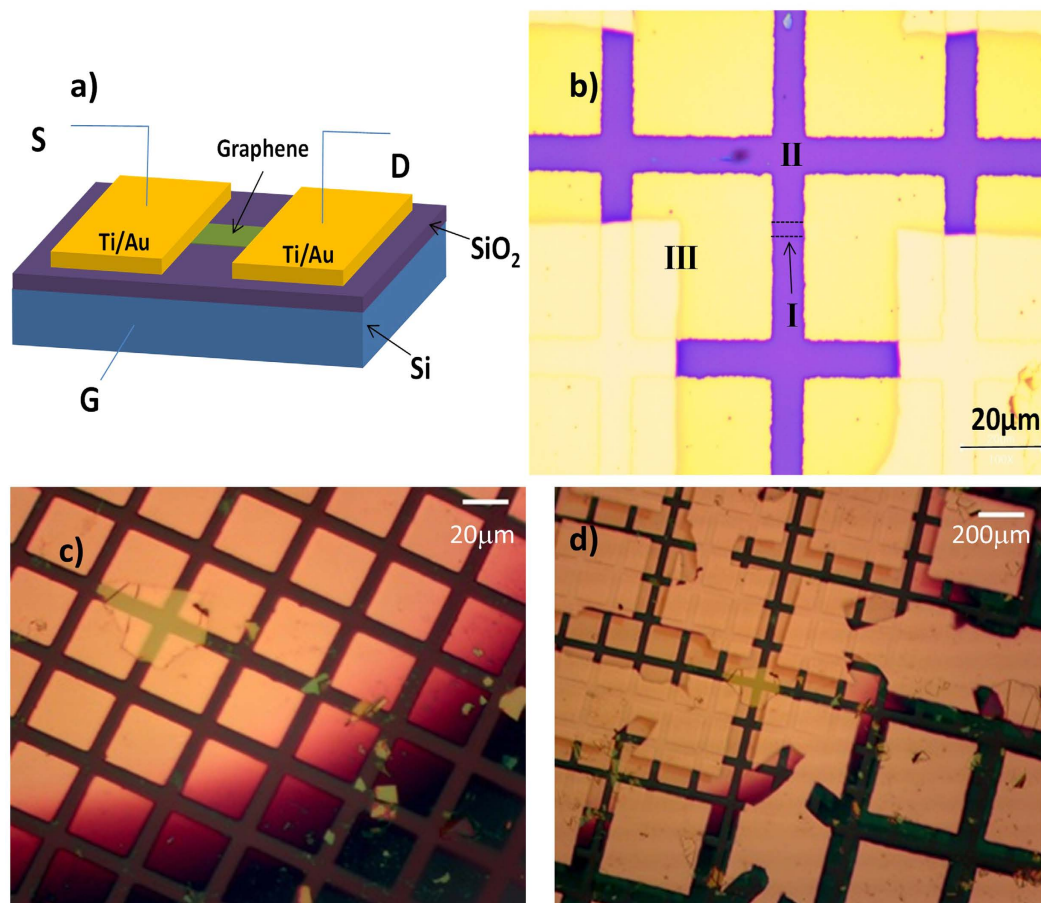 a)
S
Graphene
D
Ti/Au
Ti/Au
SiO₂
Si
G
b)
II
III
I
20µm
c)
20µm
d)
200µm